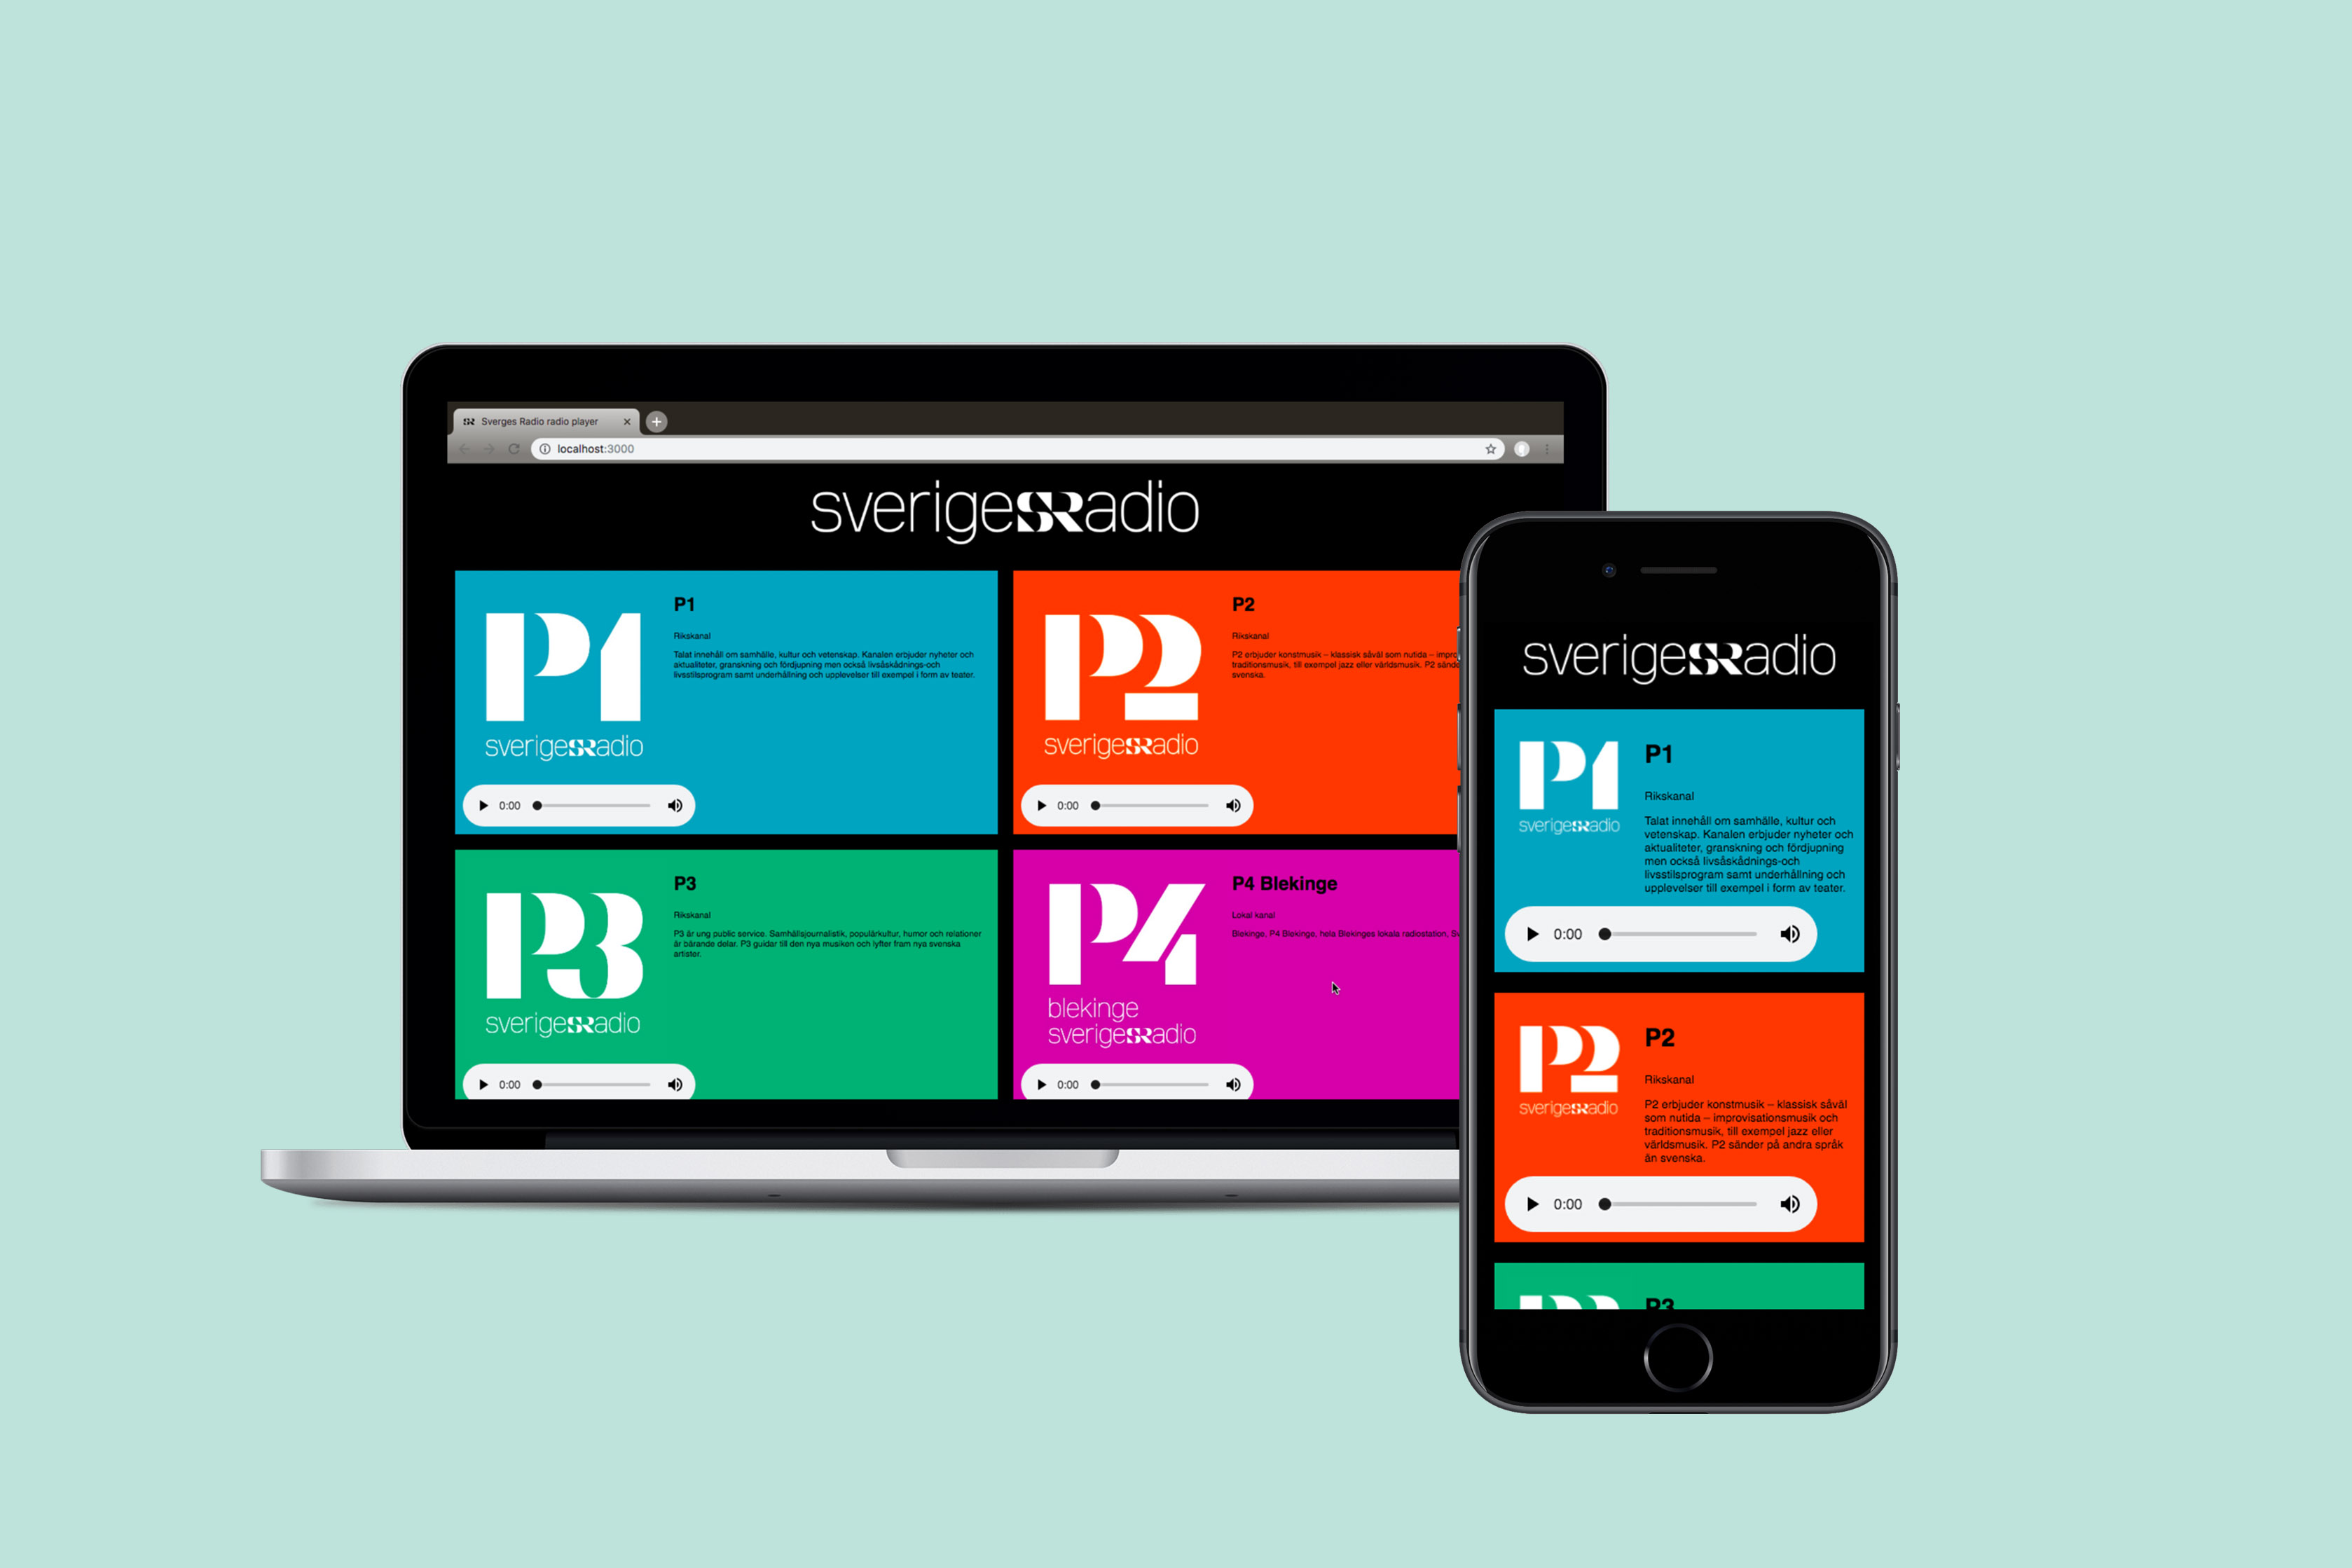 Sverges Radio radio player
localhost:3000
sverigeSRadio
P1
sverigeSRadio
P1
Rikskanal
Talat innehåll om samhälle, kultur och vetenskap. Kanalen erbjuder nyheter och
aktualiteter, granskning och fördjupning men också livsåskådnings-och
livsstilsprogram samt underhållning och upplevelser till exempel i form av teater.
0:00
P2
sverigeSRadio
P2
Rikskanal
P2 erbjuder konstmusik – klassisk såväl som nutida – impro
traditionsmusik, till exempel jazz eller världsmusik. P2 sände
svenska.
0:00
P3
sverigeSRadio
P3
Rikskanal
P3 är ung public service. Samhällsjournalistik, populärkultur, humor och relationer
är bärande delar. P3 guidar till den nya musiken och lyfter fram nya svenska
artister.
0:00
P4
blekinge
sverigeSRadio
P4 Blekinge
Lokal kanal
Blekinge, P4 Blekinge, hela Blekinges lokala radiostation.
0:00
sverigeSRadio
P1
sverigeSRadio
P1
Rikskanal
Talat innehåll om samhälle, kultur och
vetenskap. Kanalen erbjuder nyheter och
aktualiteter, granskning och fördjupning
men också livsåskådnings-och
livsstilsprogram samt underhållning och
upplevelser till exempel i form av teater.
0:00
P2
sverigeSRadio
P2
Rikskanal
P2 erbjuder konstmusik – klassisk såväl
som nutida – improvisationsmusik och
traditionsmusik, till exempel jazz eller
världsmusik. P2 sänder på andra språk
än svenska.
0:00
P3